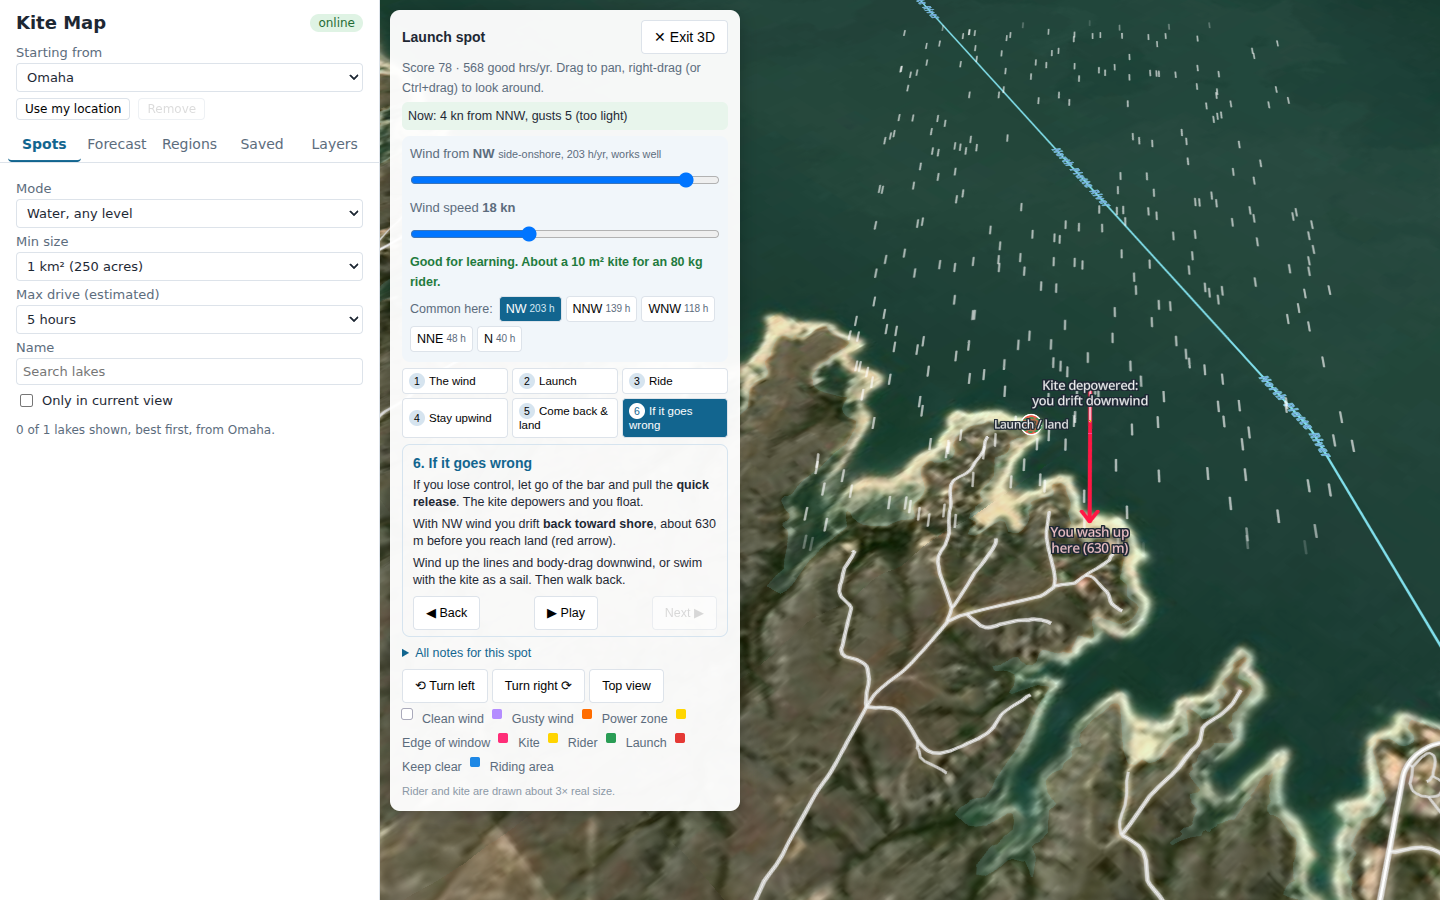 Kite Map
online
Starting from
Omaha
Use my location
Remove
Spots
Forecast
Regions
Saved
Layers
Mode
Water, any level
Min size
1 km² (250 acres)
Max drive (estimated)
5 hours
Name
Search lakes
Only in current view
0 of 1 lakes shown, best first, from Omaha.
Launch spot
✕ Exit 3D
Score 78 · 568 good hrs/yr. Drag to pan, right-drag (or
Ctrl+drag) to look around.
Now: 4 kn from NNW, gusts 5 (too light)
Wind from NW side-onshore, 203 h/yr, works well
Wind speed 18 kn
Good for learning. About a 10 m² kite for an 80 kg
rider.
Common here: NW 203 h NNW 139 h WNW 118 h
NNE 48 h N 40 h
1 The wind
2 Launch
3 Ride
4 Stay upwind
5 Come back &
land
6 If it goes
wrong
6. If it goes wrong
If you lose control, let go of the bar and pull the quick
release. The kite depowers and you float.
With NW wind you drift back toward shore, about 630
m before you reach land (red arrow).
Wind up the lines and body-drag downwind, or swim
with the kite as a sail. Then walk back.
◀ Back
▶ Play
Next ▶
▶ All notes for this spot
⟲ Turn left
Turn right ⟳
Top view
Clean wind Gusty wind Power zone
Edge of window Kite Rider Launch
Keep clear Riding area
Rider and kite are drawn about 3× real size.
North Platte River
Kite depowered:
you drift downwind
Launch / land
North Platte River
You wash up
here (630 m)